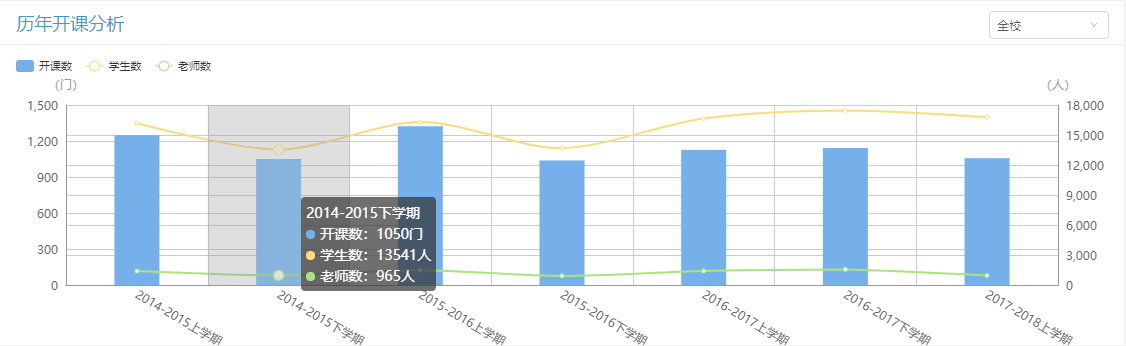 历年开课分析
全校
开课数 学生数 老师数
(门) (人)
1,500 18,000
1,200 15,000
12,000
900
9,000
600
6,000
300
3,000
0 0
2014-2015下学期
开课数：1050门
学生数：13541人
老师数：965人
2014-2015上学期
2014-2015下学期
2015-2016上学期
2015-2016下学期
2016-2017上学期
2016-2017下学期
2017-2018上学期